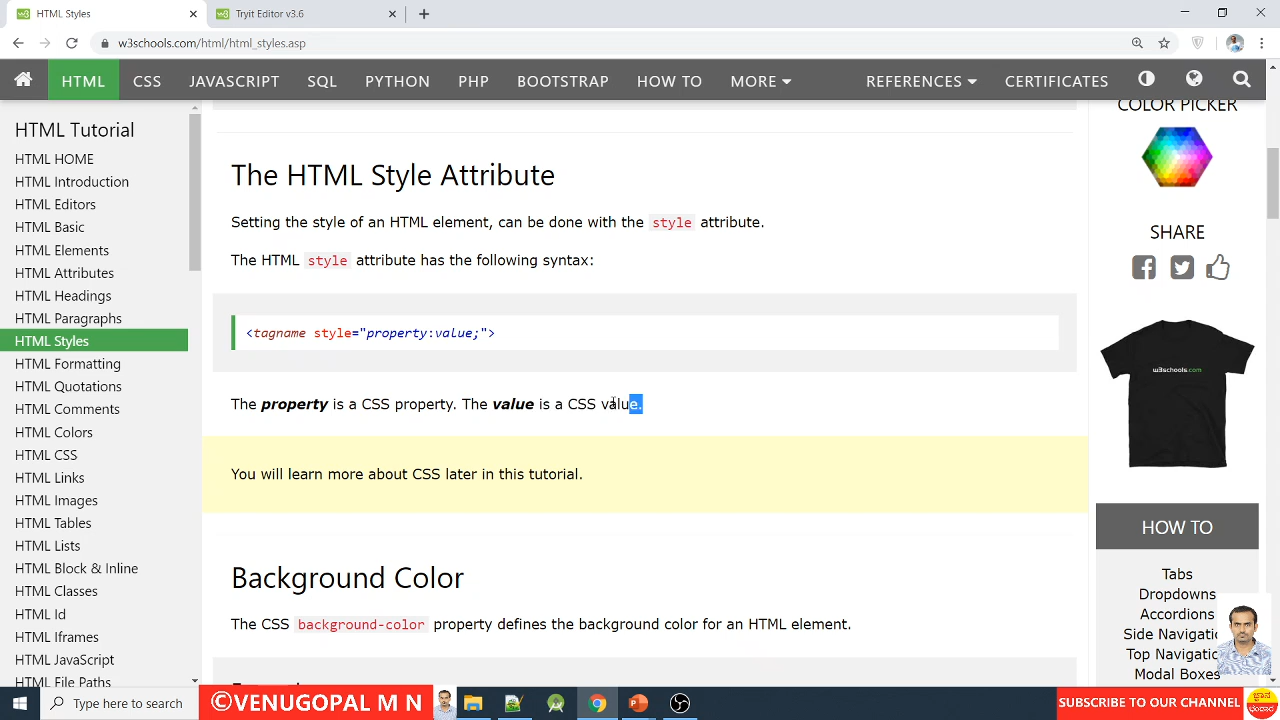 HTML Styles
Tryit Editor v3.6
w3schools.com/html/html_styles.asp
HTML CSS JAVASCRIPT SQL PYTHON PHP BOOTSTRAP HOW TO MORE REFERENCES CERTIFICATES
HTML Tutorial
HTML HOME
HTML Introduction
HTML Editors
HTML Basic
HTML Elements
HTML Attributes
HTML Headings
HTML Paragraphs
HTML Styles
HTML Formatting
HTML Quotations
HTML Comments
HTML Colors
HTML CSS
HTML Links
HTML Images
HTML Tables
HTML Lists
HTML Block & Inline
HTML Classes
HTML Id
HTML Iframes
HTML JavaScript
HTML File Paths
The HTML Style Attribute
Setting the style of an HTML element, can be done with the style attribute.
The HTML style attribute has the following syntax:
<tagname style="property:value;">
The property is a CSS property. The value is a CSS value.
You will learn more about CSS later in this tutorial.
Background Color
The CSS background-color property defines the background color for an HTML element.
COLOR PICKER
SHARE
w3schools.com
HOW TO
Tabs
Dropdowns
Accordions
Side Navigatio
Top Navigatio
Modal Boxes
Type here to search
©VENUGOPAL M N
SUBSCRIBE TO OUR CHANNEL